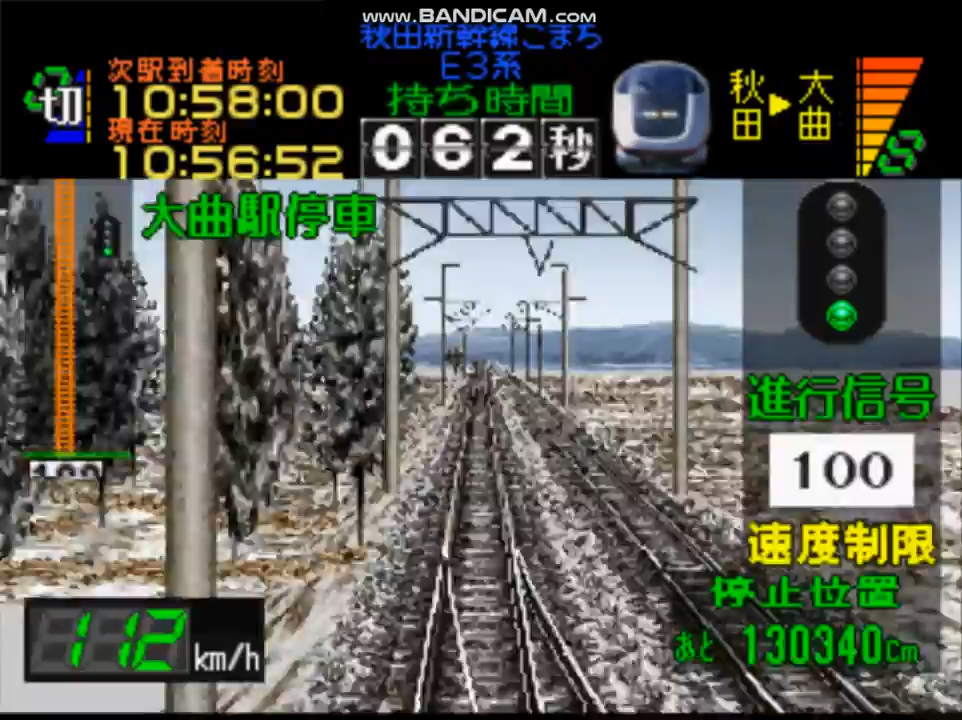 www.BANDICAM.com
秋田新幹線こまち
E3系
次駅到着時刻
10:58:00
現在時刻
10:56:52
切
持ち時間
062秒
秋田▶大曲
S
大曲駅停車
進行信号
100
速度制限
停止位置
あと 130340cm
100
112 km/h